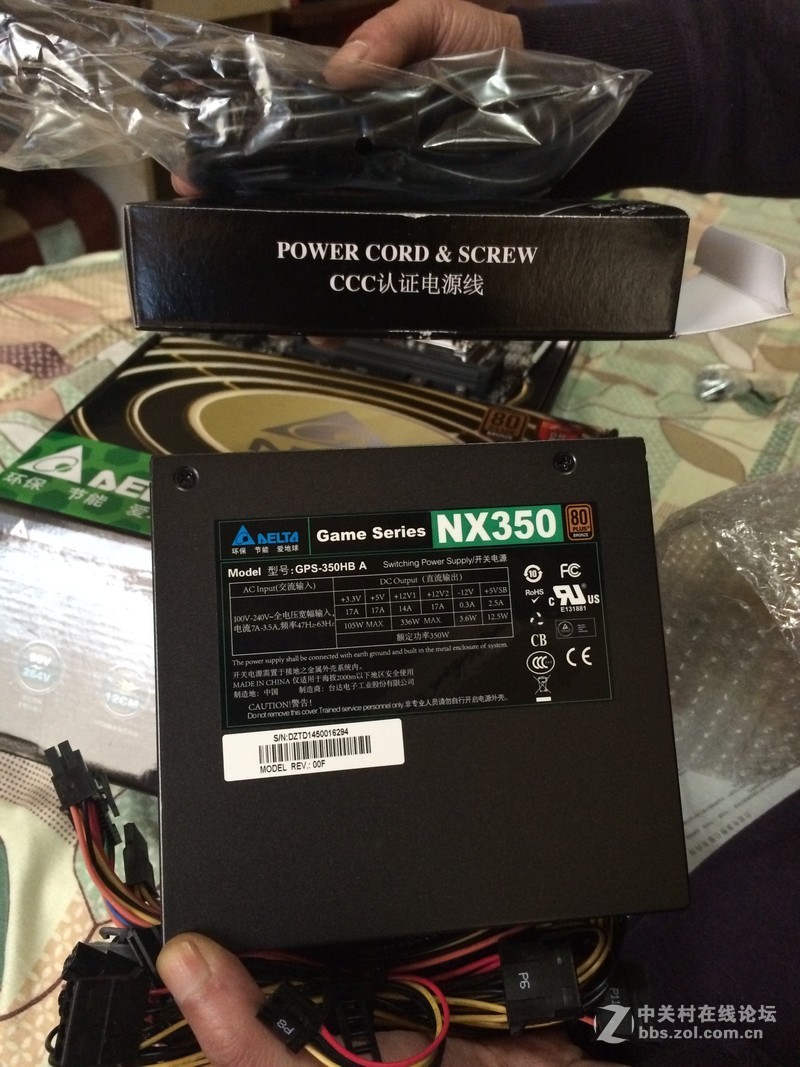 POWER CORD & SCREW
CCC认证电源线
80
环保 节能 爱
DELTA
环保 节能 爱地球
Game Series NX350
80
PLUS
BRONZE
Model 型号:GPS-350HB A Switching Power Supply/开关电源
AC Input(交流输入) DC Output (直流输出)
+3.3V +5V +12V1 +12V2 -12V +5VSB
100V-240V~全电压宽幅输入,
电流7A-3.5A,频率47Hz-63Hz
17A 17A 14A 17A 0.3A 2.5A
105W MAX. 336W MAX. 3.6W 12.5W
额定功率350W
10
RoHS
FC
c RU US
E131881
CB
CCC
CE
The power supply shall be connected with earth ground and built in the metal enclosure of system.
开关电源需置于接地之金属外壳系统内。
MADE IN CHINA 仅适用于海拔2000m以下地区安全使用
制造地: 中国 制造商: 台达电子工业股份有限公司
CAUTION!警告!
Do not remove this cover.Trained service personnel only.非专业人员请勿自行开启电源外壳。
S/N:DZTD1450016294
MODEL REV.: 00F
P6
P8
中关村在线论坛
bbs.zol.com.cn